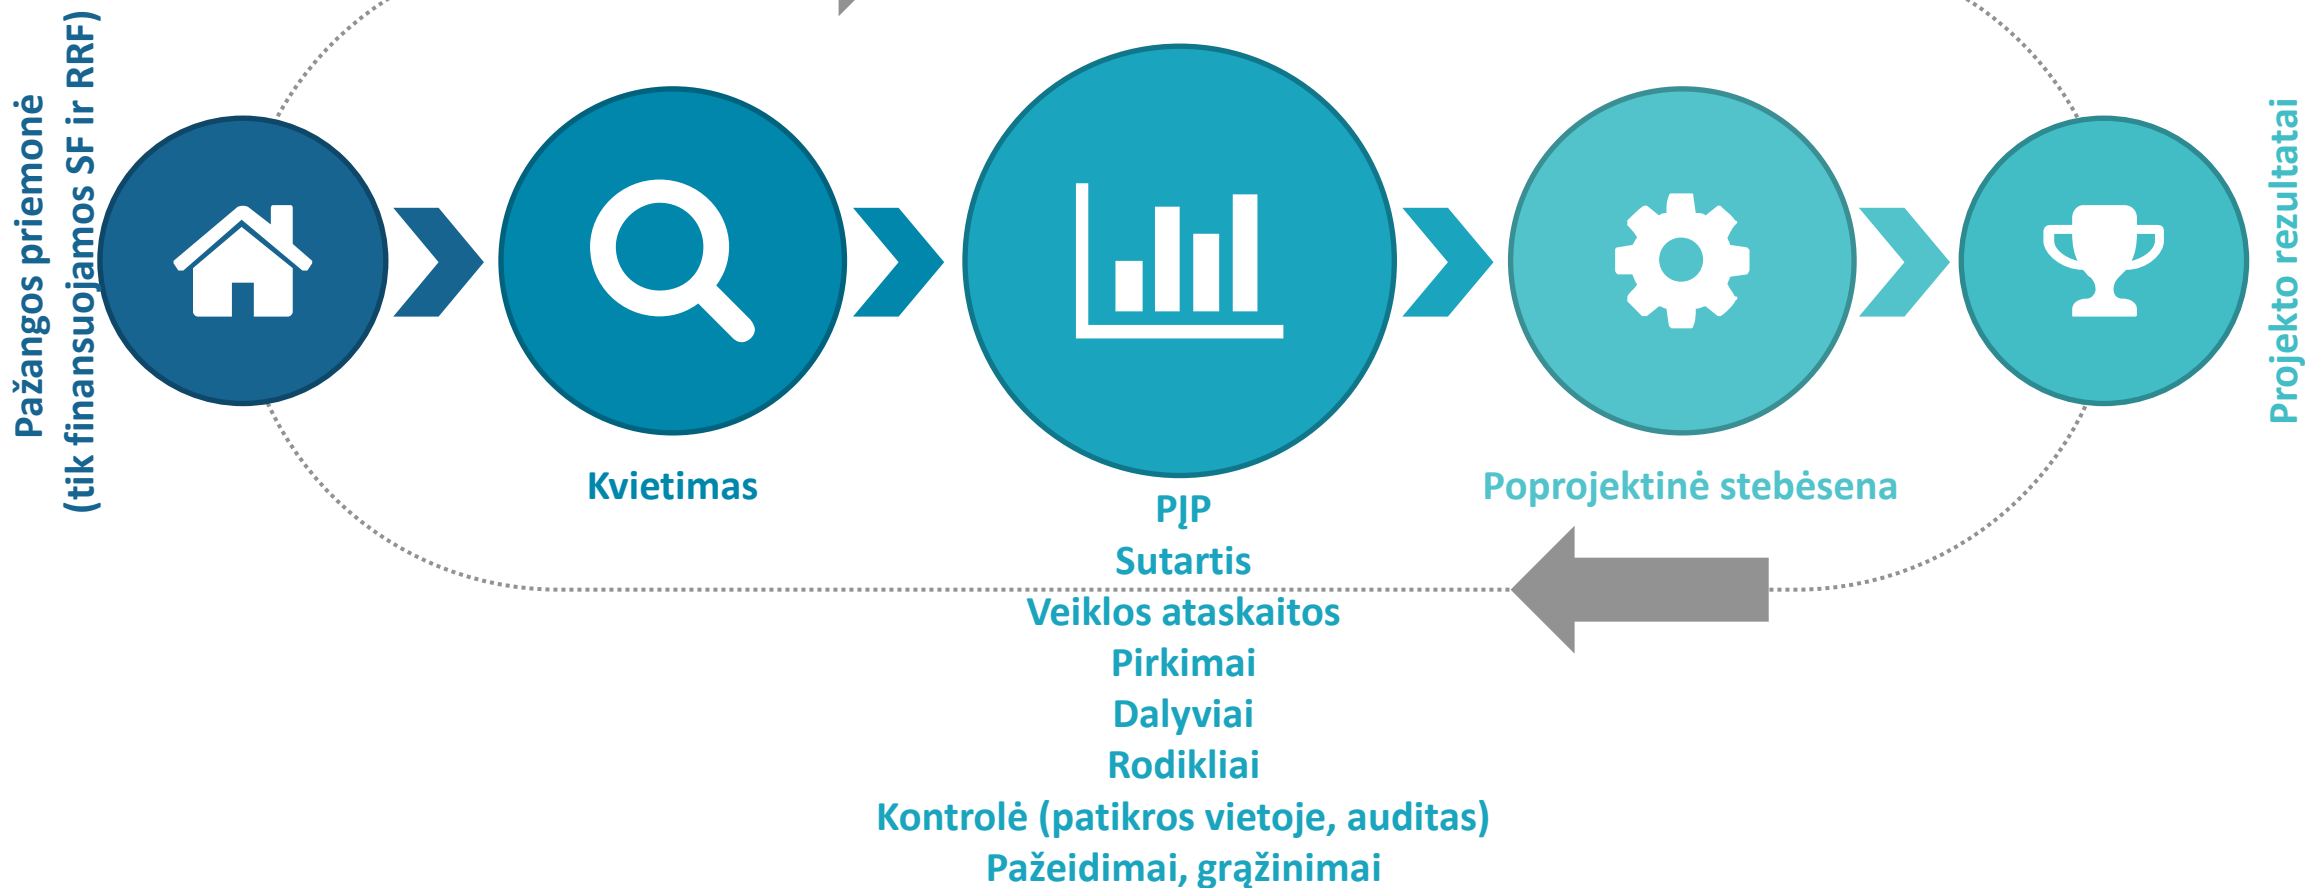 Pažangos priemonė
(tik finansuojamos SF ir RRF)
Kvietimas
PĮP
Sutartis
Veiklos ataskaitos
Pirkimai
Dalyviai
Rodikliai
Kontrolė (patikros vietoje, auditas)
Pažeidimai, grąžinimai
Poprojektinė stebėsena
Projekto rezultatai